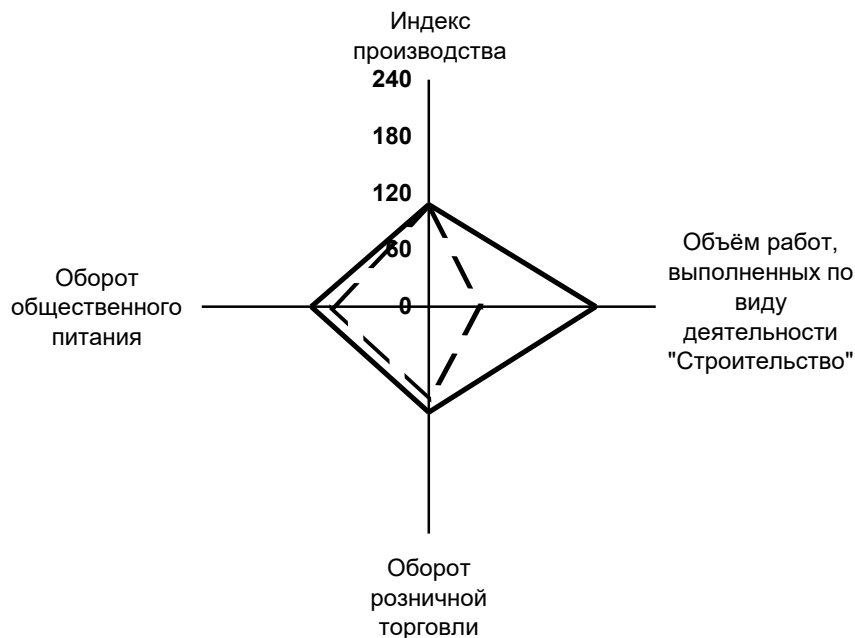 Индекс
производства
240
180
120
60
0
Объём работ,
выполненных по
виду
деятельности
"Строительство"
Оборот
общественного
питания
Оборот
розничной
торговли